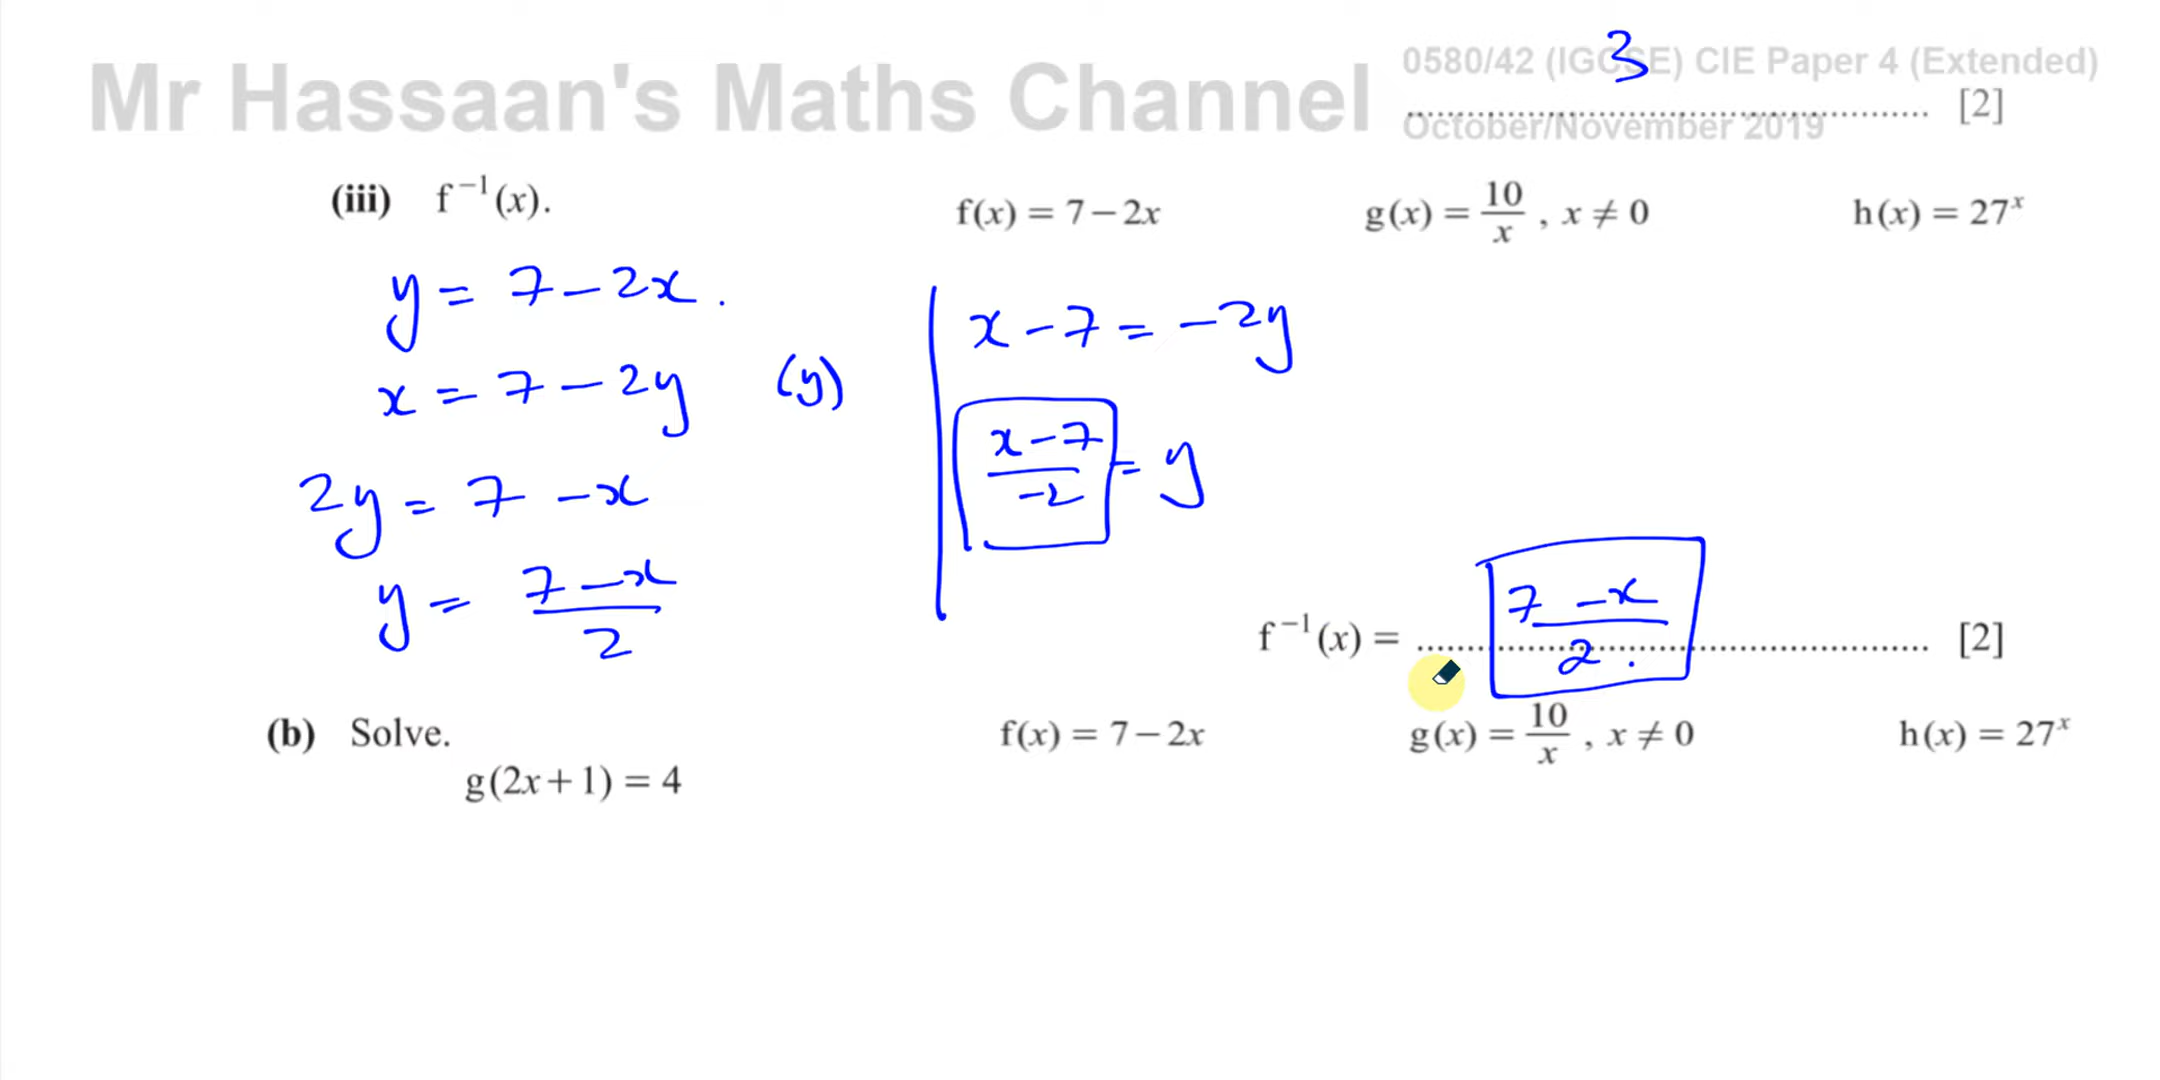 Mr Hassaan's Maths Channel
0580/42 (IGCSE) CIE Paper 4 (Extended)
October/November 2019
3
[2]
(iii) f⁻¹(x).
f(x) = 7 − 2x
g(x) = 10/x , x ≠ 0
h(x) = 27ˣ
y = 7 − 2x.
x = 7 − 2y (y)
2y = 7 − x
y = (7 − x)/2
x − 7 = −2y
(x − 7)/−2 = y
f⁻¹(x) = (7 − x)/2. [2]
(b) Solve.
f(x) = 7 − 2x
g(x) = 10/x , x ≠ 0
h(x) = 27ˣ
g(2x + 1) = 4